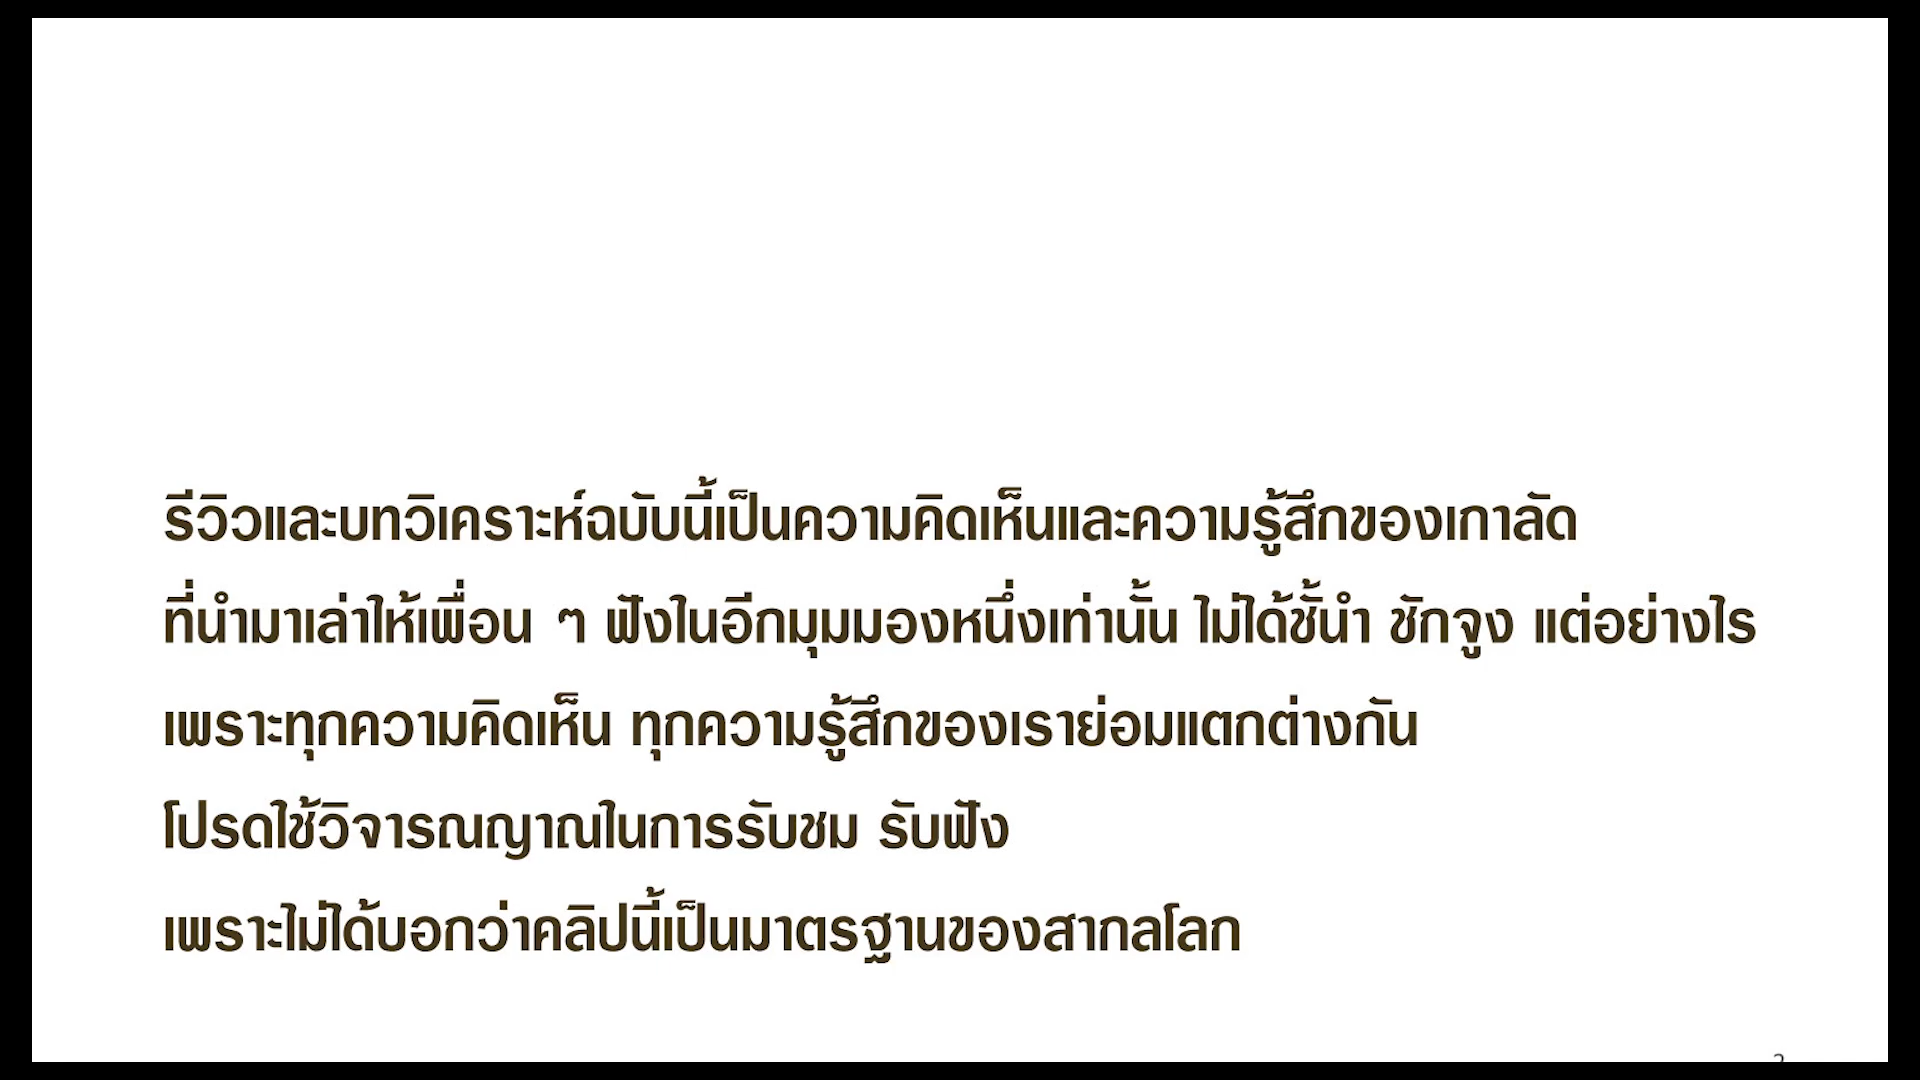 รีวิวและบทวิเคราะห์ฉบับนี้เป็นความคิดเห็นและความรู้สึกของเกาลัด
ที่นำมาเล่าให้เพื่อน ๆ ฟังในอีกมุมมองหนึ่งเท่านั้น ไม่ได้ชั้นำ ชักจูง แต่อย่างไร
เพราะทุกความคิดเห็น ทุกความรู้สึกของเราย่อมแตกต่างกัน
โปรดใช้วิจารณญาณในการรับชม รับฟัง
เพราะไม่ได้บอกว่าคลิปนี้เป็นมาตรฐานของสากลโลก